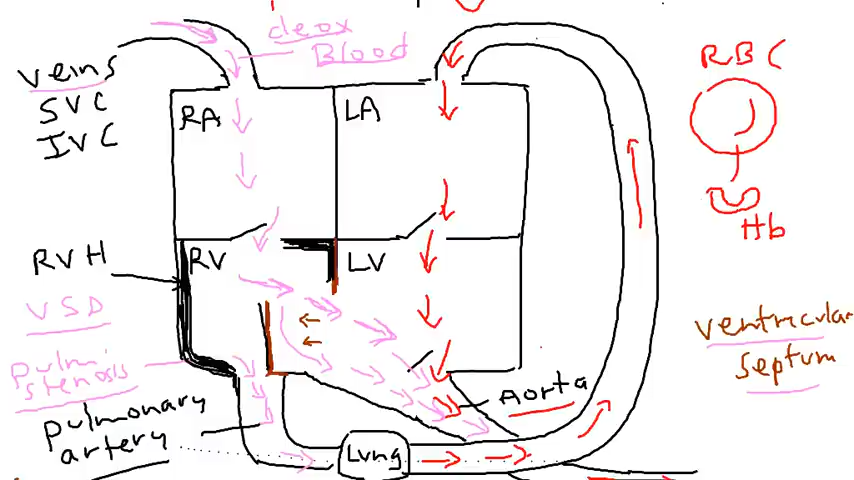 deox
Blood
RBC
veins
SVC
IVC
RA
LA
Hb
RVH
RV
LV
VSD
ventricular
septum
pulm
stenosis
Aorta
pulmonary
artery
Lung